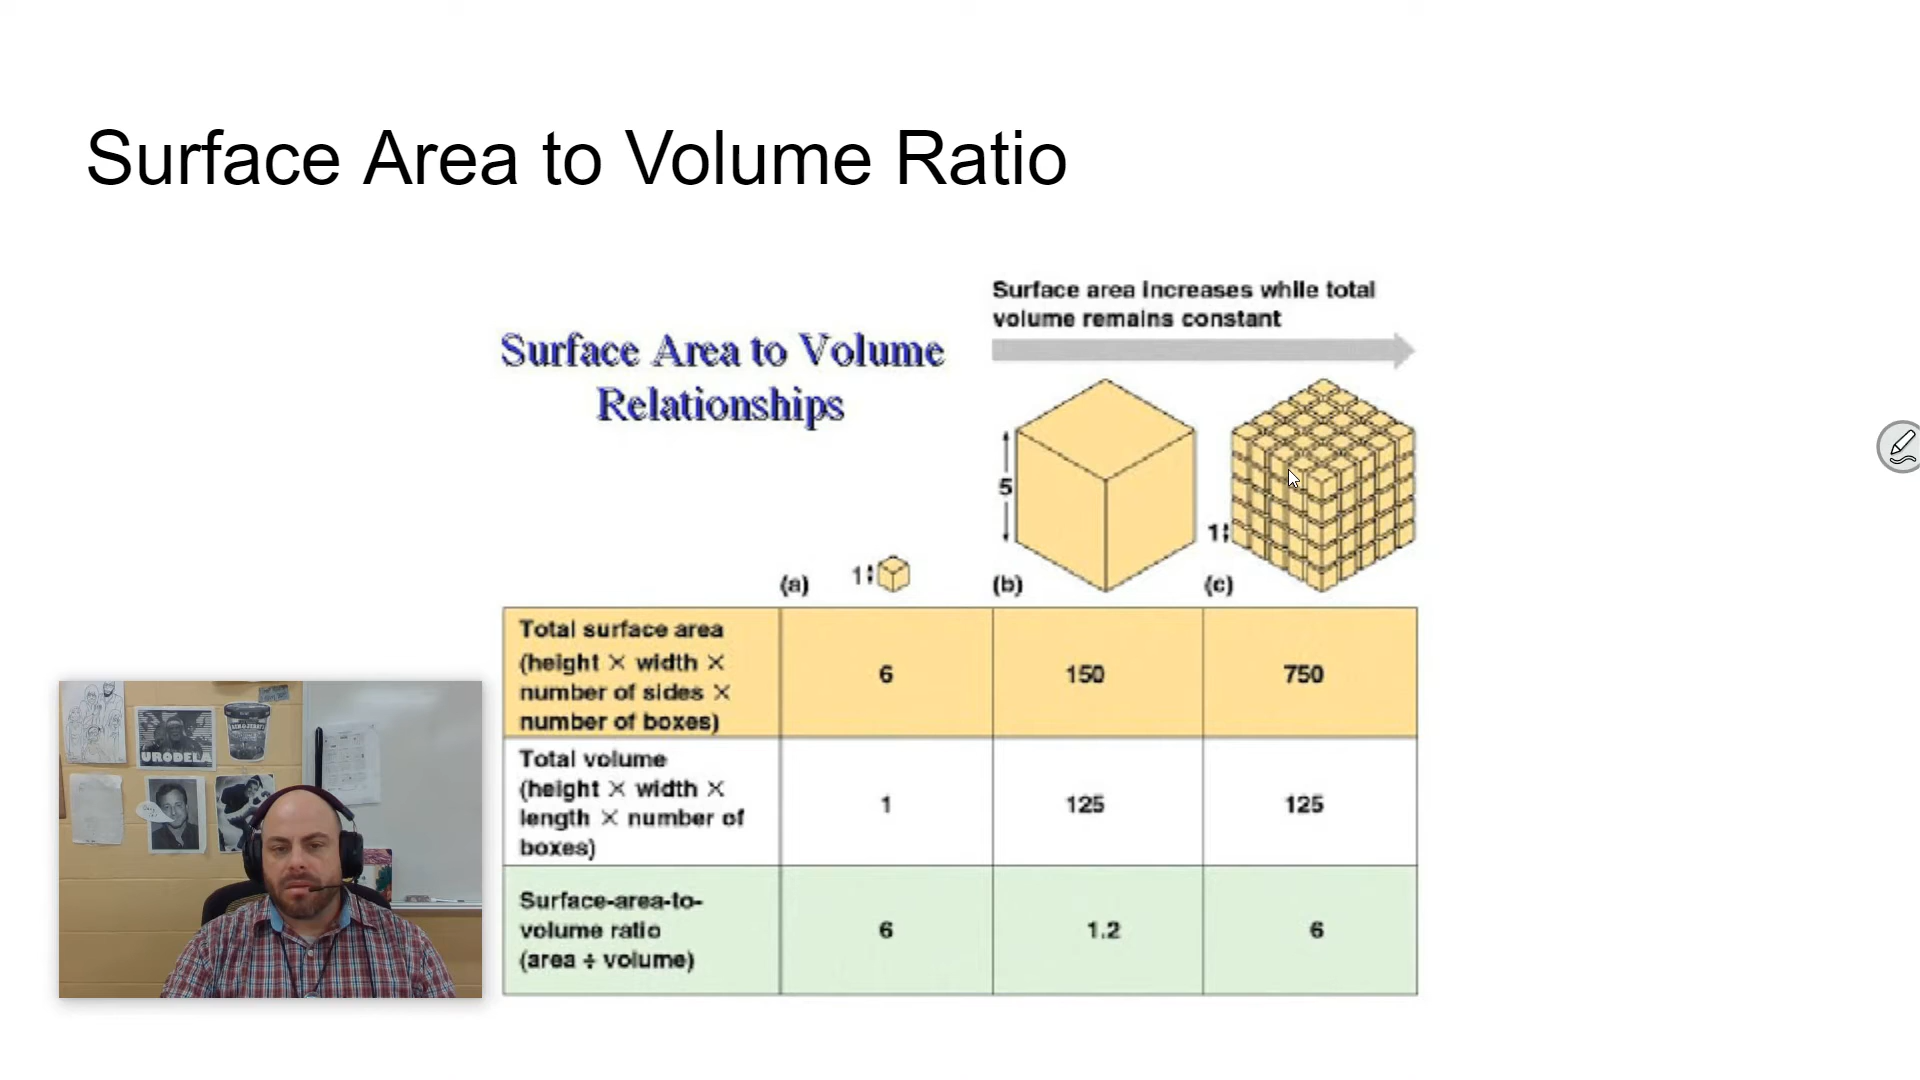 Surface Area to Volume Ratio
Surface area increases while total
volume remains constant
Surface Area to Volume
Relationships
5
1
1
(a)
(b)
(c)
Total surface area
(height × width ×
number of sides ×
number of boxes)
6
150
750
Total volume
(height × width ×
length × number of
boxes)
1
125
125
Surface-area-to-
volume ratio
(area ÷ volume)
6
1.2
6
URODELA